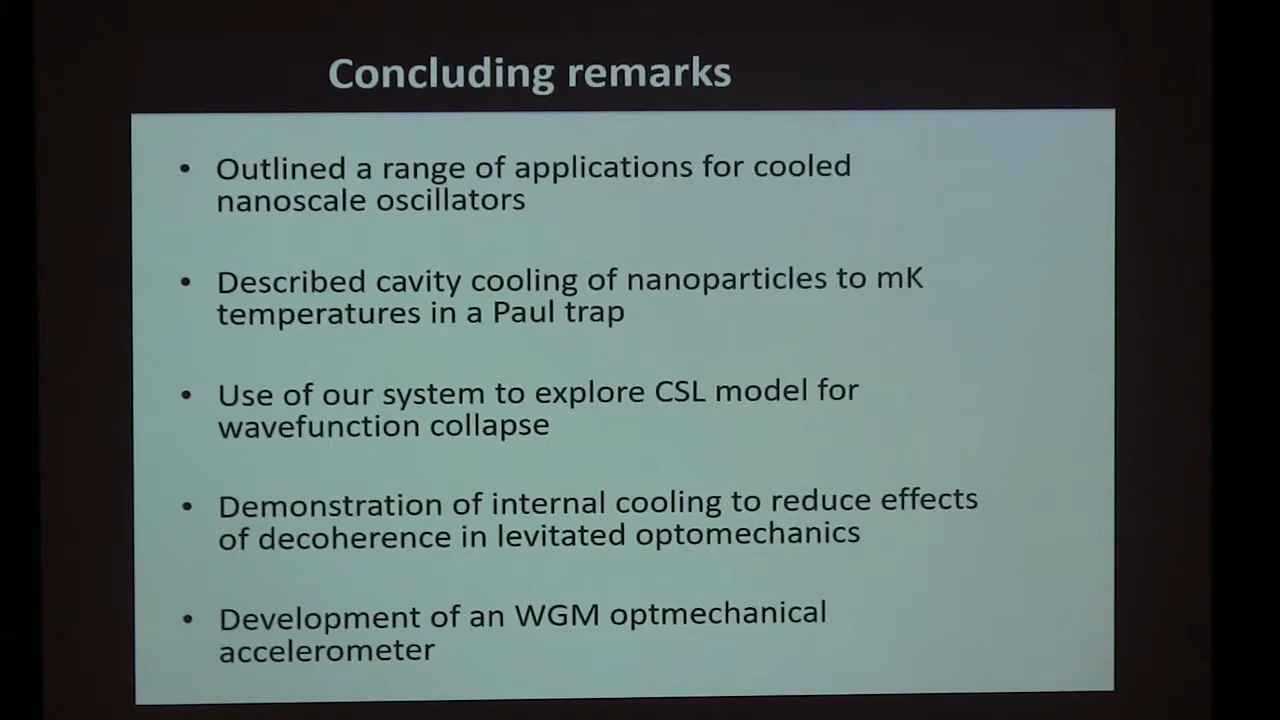 Concluding remarks
• Outlined a range of applications for cooled
nanoscale oscillators
• Described cavity cooling of nanoparticles to mK
temperatures in a Paul trap
• Use of our system to explore CSL model for
wavefunction collapse
• Demonstration of internal cooling to reduce effects
of decoherence in levitated optomechanics
• Development of an WGM optmechanical
accelerometer